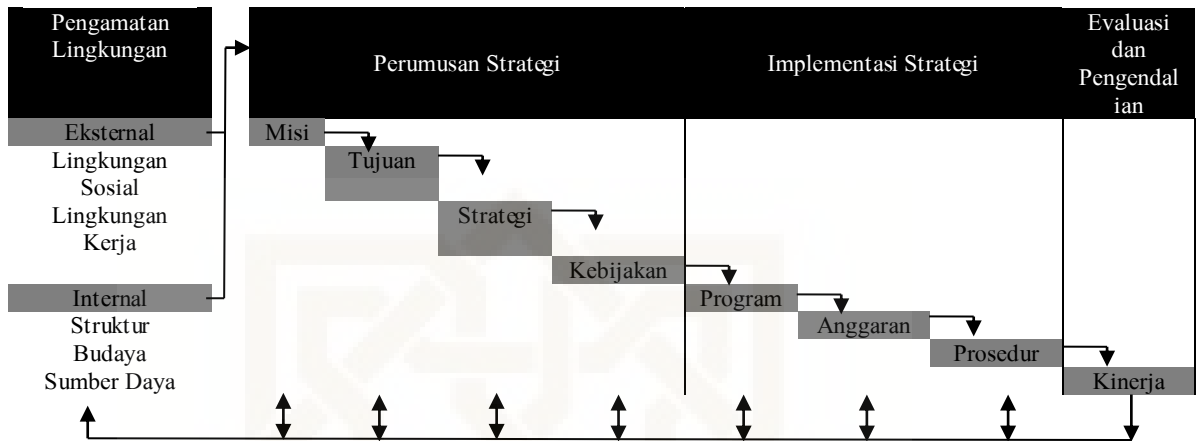 Pengamatan
Lingkungan
Perumusan Strategi
Implementasi Strategi
Evaluasi
dan
Pengendal
ian
Eksternal
Lingkungan
Sosial
Lingkungan
Kerja
Internal
Struktur
Budaya
Sumber Daya
Misi
Tujuan
Strategi
Kebijakan
Program
Anggaran
Prosedur
Kinerja